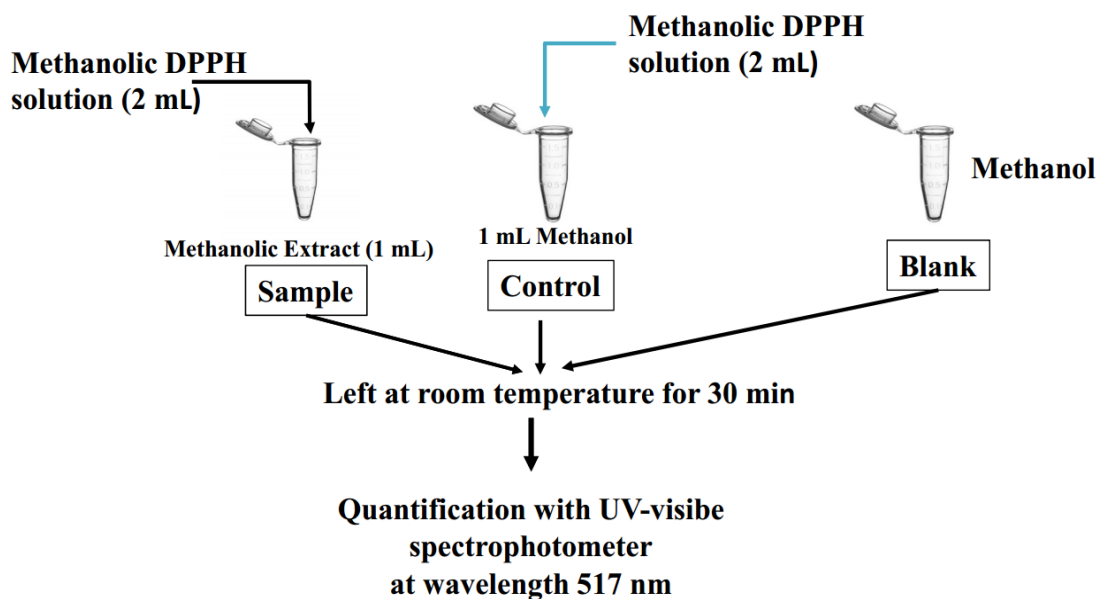 Methanolic DPPH
solution (2 mL)
Methanolic DPPH
solution (2 mL)
Methanol
Methanolic Extract (1 mL)
1 mL Methanol
Sample
Control
Blank
Left at room temperature for 30 min
Quantification with UV-visibe
spectrophotometer
at wavelength 517 nm